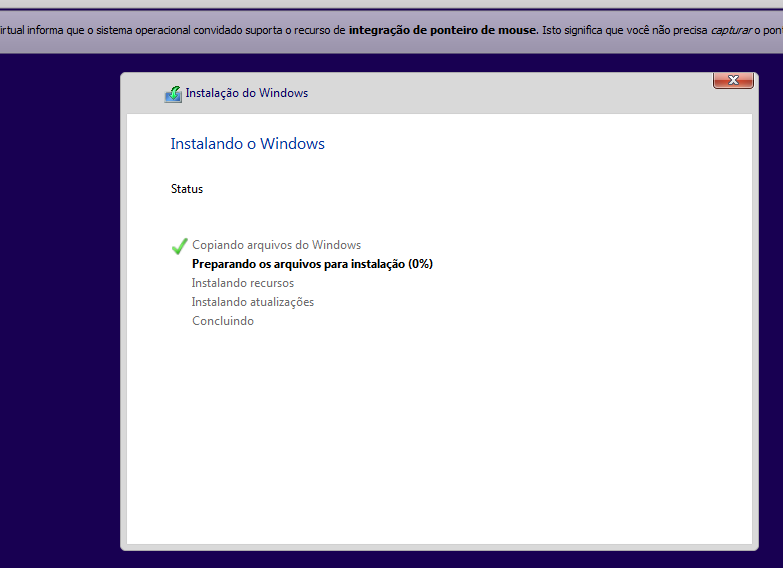 irtual informa que o sistema operacional convidado suporta o recurso de integração de ponteiro de mouse. Isto significa que você não precisa capturar o pon
Instalação do Windows
Instalando o Windows
Status
Copiando arquivos do Windows
Preparando os arquivos para instalação (0%)
Instalando recursos
Instalando atualizações
Concluindo